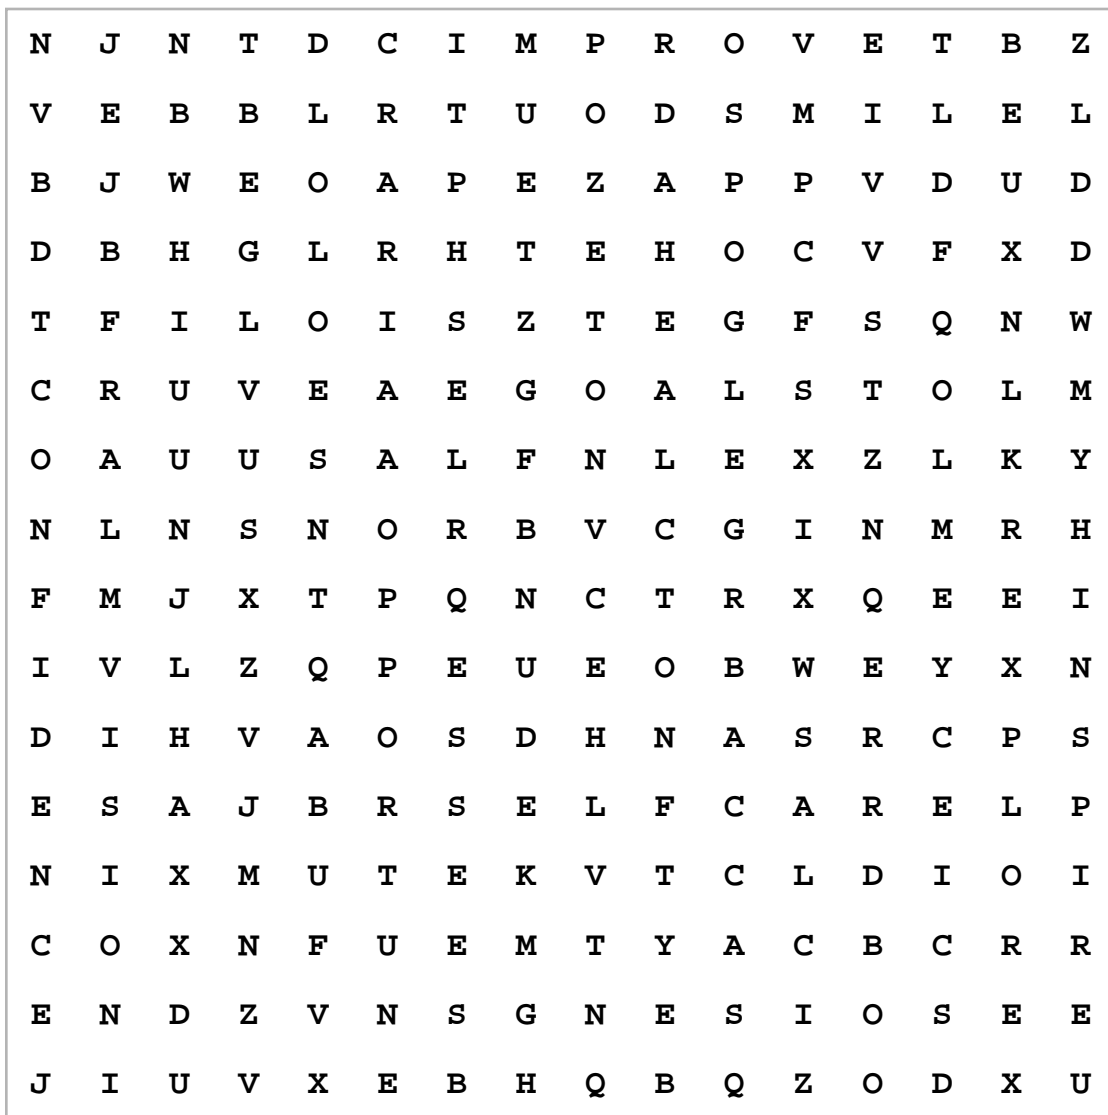 N J N T D C I M P R O V E T B Z
V E B B L R T U O D S M I L E L
B J W E O A P E Z A P P V D U D
D B H G L R H T E H O C V F X D
T F I L O I S Z T E G F S Q N W
C R U V E A E G O A L S T O L M
O A U U S A L F N L E X Z L K Y
N L N S N O R B V C G I N M R H
F M J X T P Q N C T R X Q E E I
I V L Z Q P E U E O B W E Y X N
D I H V A O S D H N A S R C P S
E S A J B R S E L F C A R E L P
N I X M U T E K V T C L D I O I
C O X N F U E M T Y A C B C R R
E N D Z V N S G N E S I O S E E
J I U V X E B H Q B Q Z O D X U